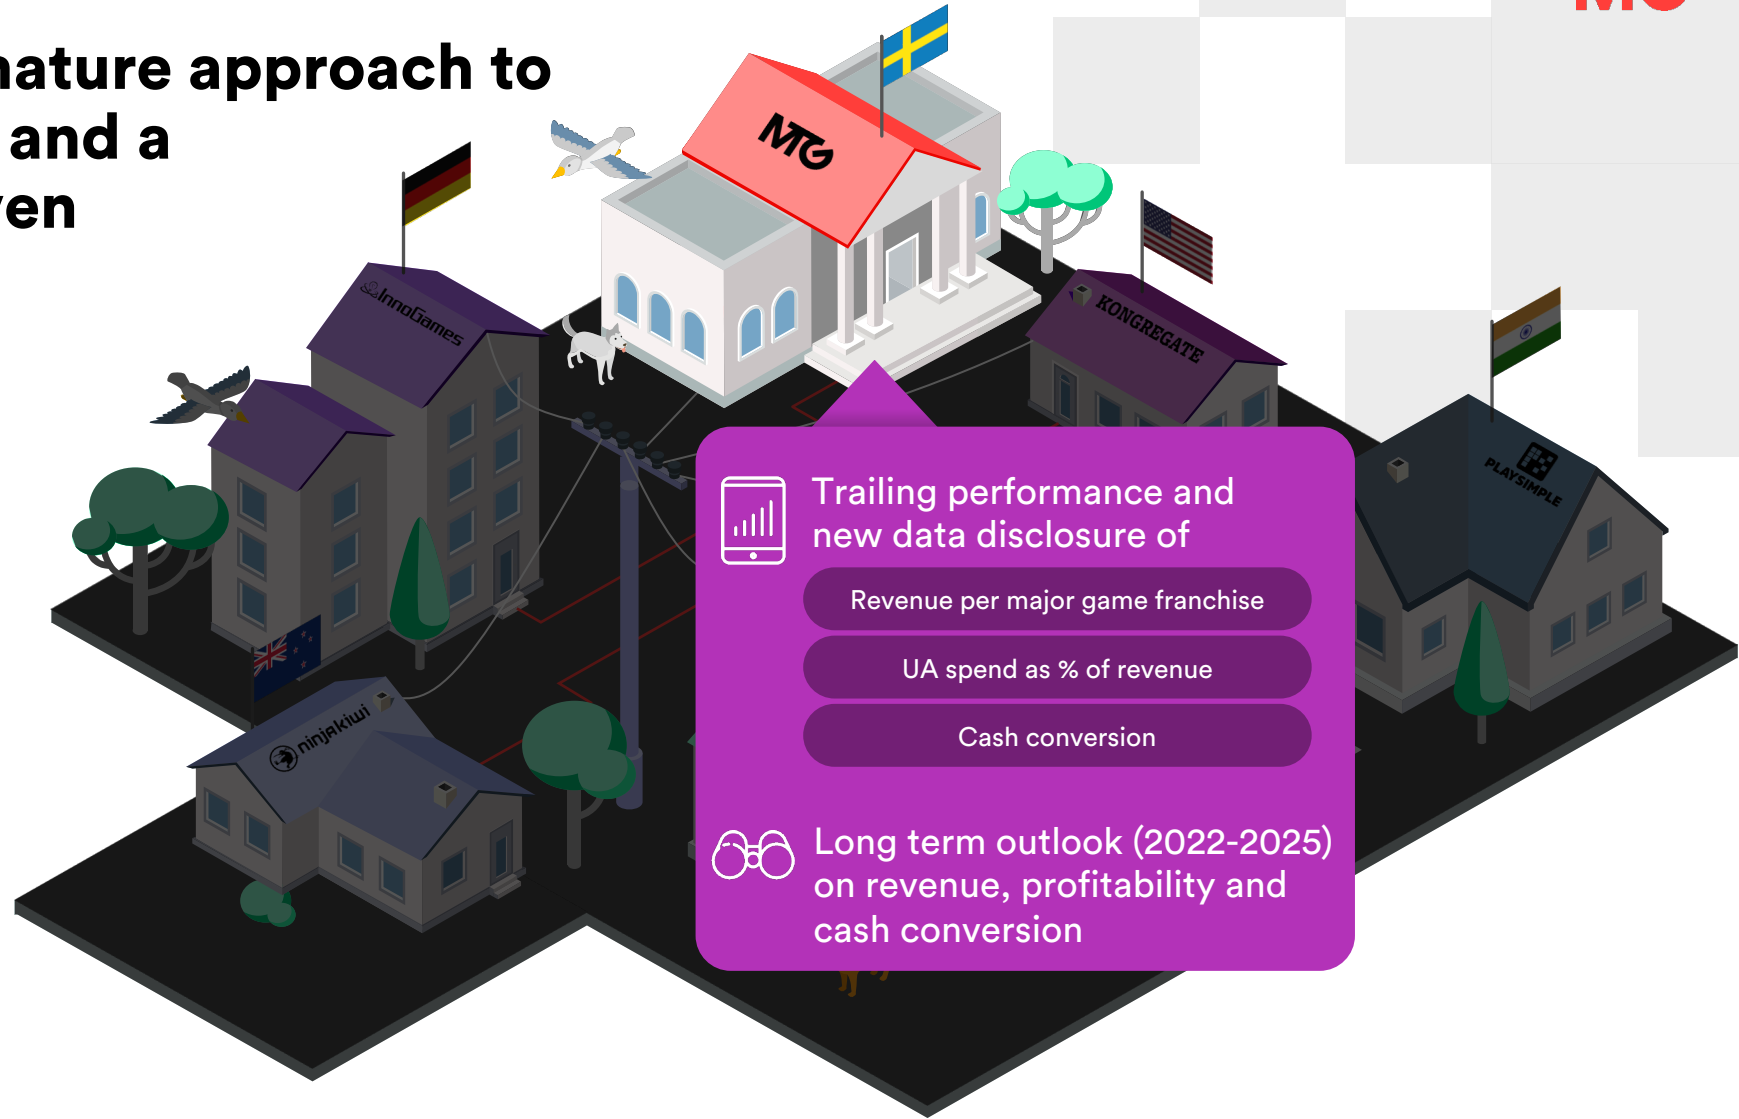 nature approach to
and a
ven
MTG
InnoGames
KONGREGATE
PLAYSIMPLE
ninjakiwi
Trailing performance and
new data disclosure of
Revenue per major game franchise
UA spend as % of revenue
Cash conversion
Long term outlook (2022-2025)
on revenue, profitability and
cash conversion